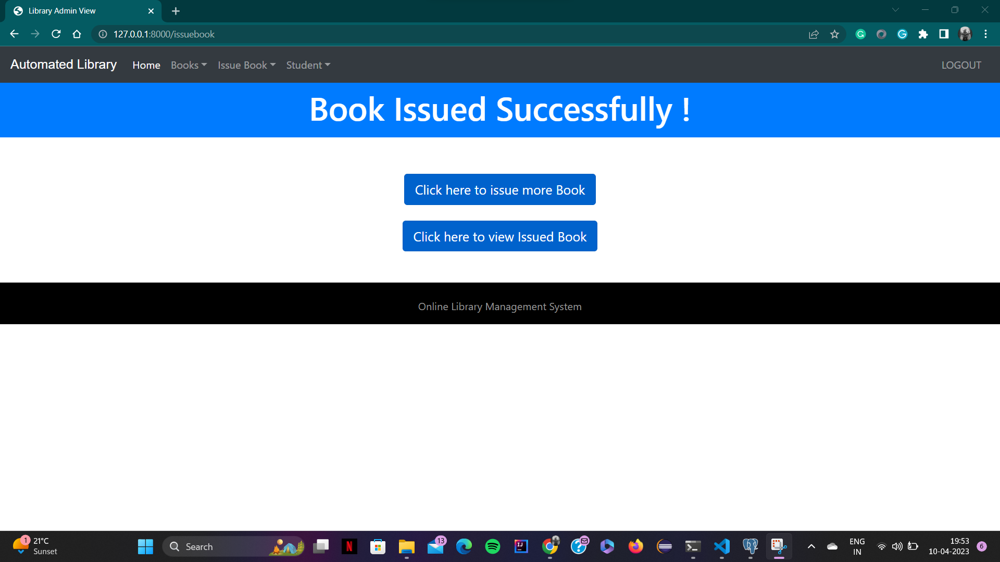 Library Admin View
127.0.0.1:8000/issuebook
Automated Library Home Books Issue Book Student LOGOUT
Book Issued Successfully !
Click here to issue more Book
Click here to view Issued Book
Online Library Management System
1 21°C
Sunset
Search
13
ENG
IN
19:53
10-04-2023
6